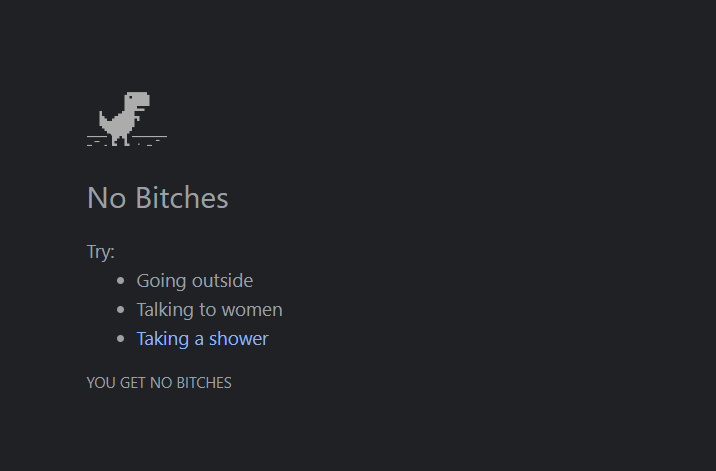 No Bitches
Try:
Going outside
Talking to women
Taking a shower
YOU GET NO BITCHES